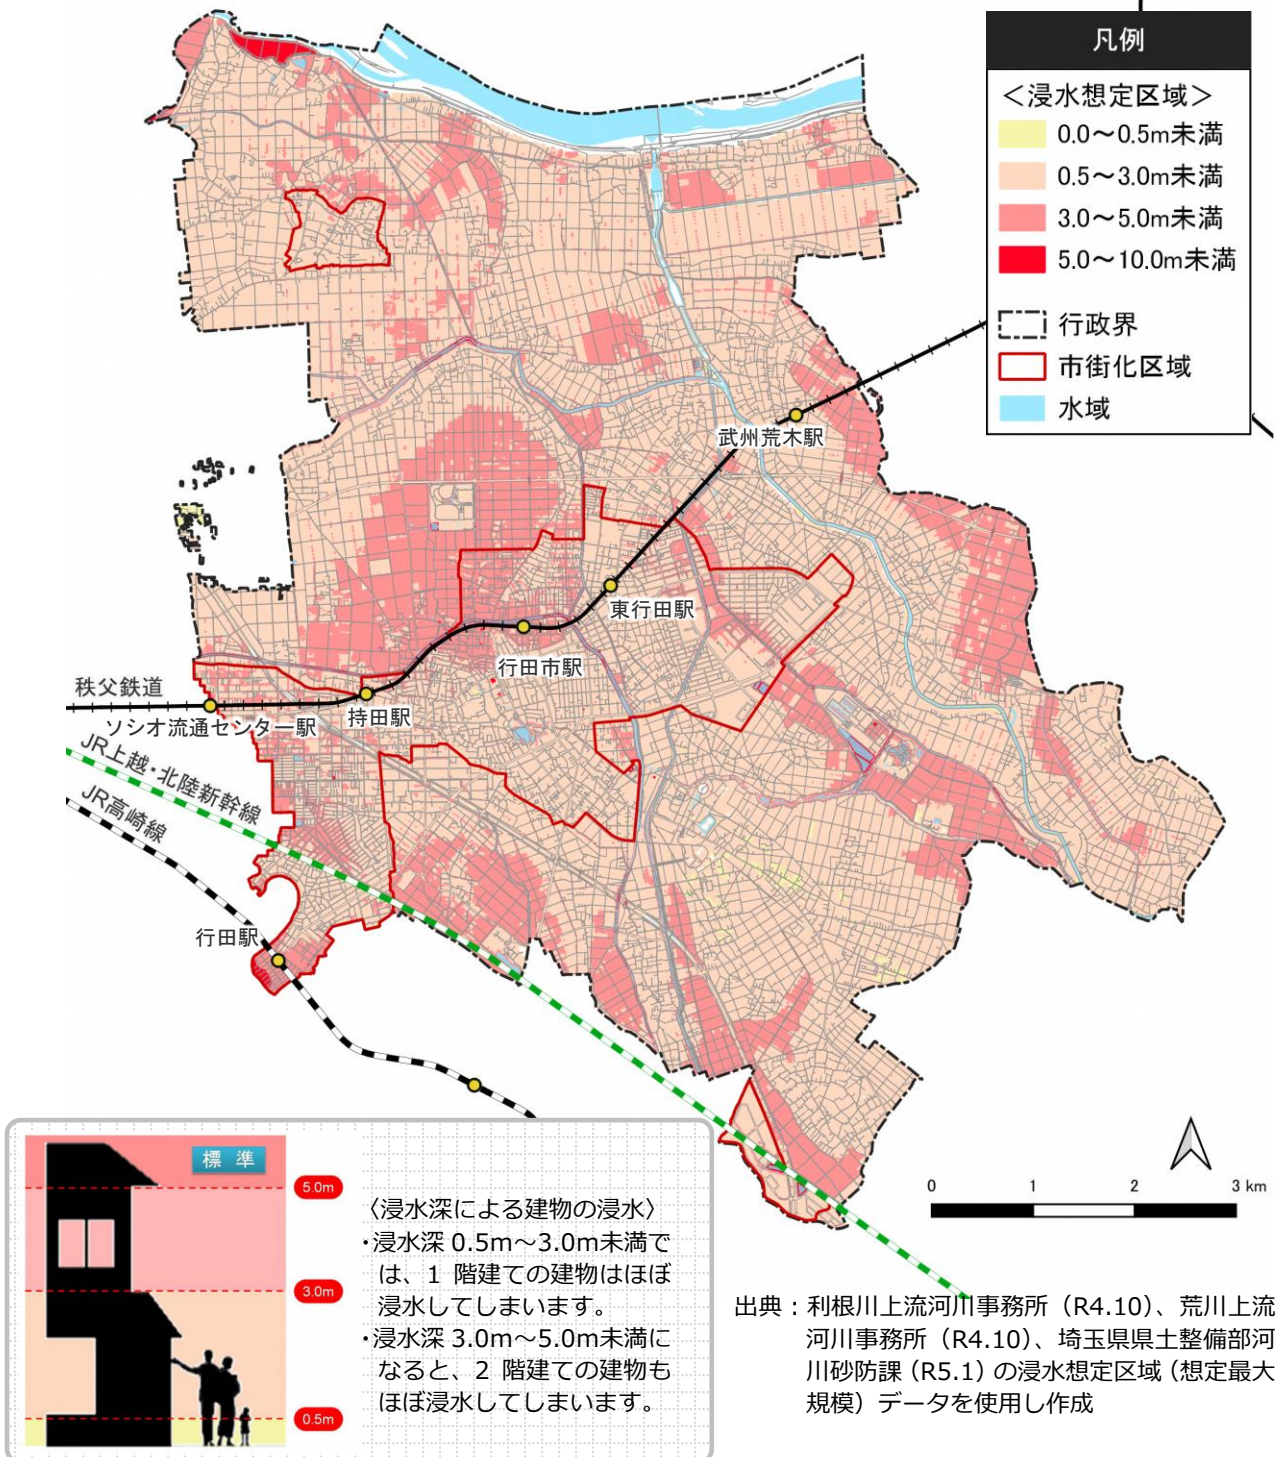 凡例
＜浸水想定区域＞
0.0～0.5m未満
0.5～3.0m未満
3.0～5.0m未満
5.0～10.0m未満
行政界
市街化区域
水域
武州荒木駅
東行田駅
行田市駅
秩父鉄道
持田駅
ソシオ流通センター駅
JR上越・北陸新幹線
JR高崎線
行田駅
0 1 2 3 km
標準
5.0m
3.0m
0.5m
〈浸水深による建物の浸水〉
・浸水深 0.5m～3.0m未満で
は、1 階建ての建物はほぼ
浸水してしまいます。
・浸水深 3.0m～5.0m未満に
なると、2 階建ての建物も
ほぼ浸水してしまいます。
出典：利根川上流河川事務所（R4.10）、荒川上流
河川事務所（R4.10）、埼玉県県土整備部河
川砂防課（R5.1）の浸水想定区域（想定最大
規模）データを使用し作成